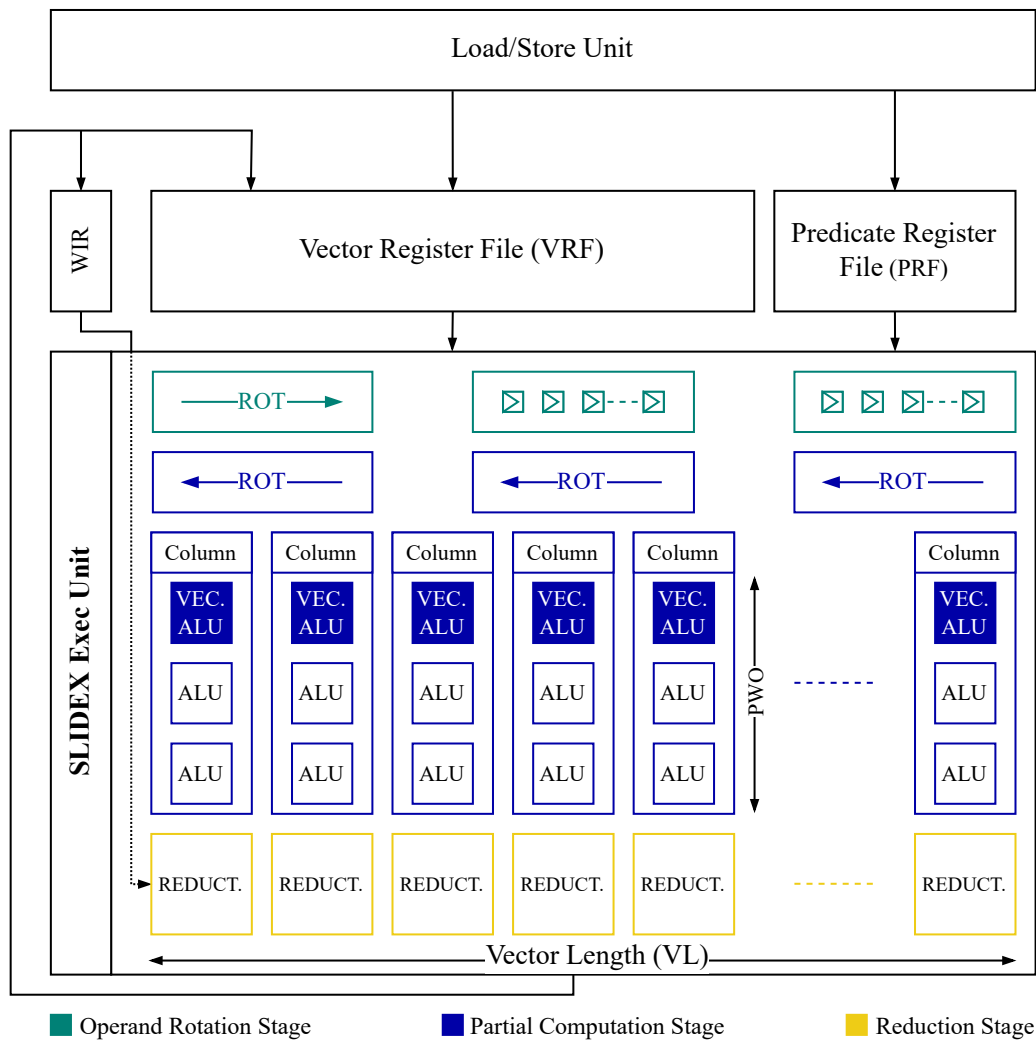 Load/Store Unit
WIR
Vector Register File (VRF)
Predicate Register
File (PRF)
SLIDEX Exec Unit
ROT
ROT
ROT
ROT
Column
Column
Column
Column
Column
Column
VEC.
ALU
VEC.
ALU
VEC.
ALU
VEC.
ALU
VEC.
ALU
VEC.
ALU
ALU
ALU
ALU
ALU
ALU
ALU
ALU
ALU
ALU
ALU
ALU
ALU
PWO
REDUCT.
REDUCT.
REDUCT.
REDUCT.
REDUCT.
REDUCT.
Vector Length (VL)
Operand Rotation Stage
Partial Computation Stage
Reduction Stage